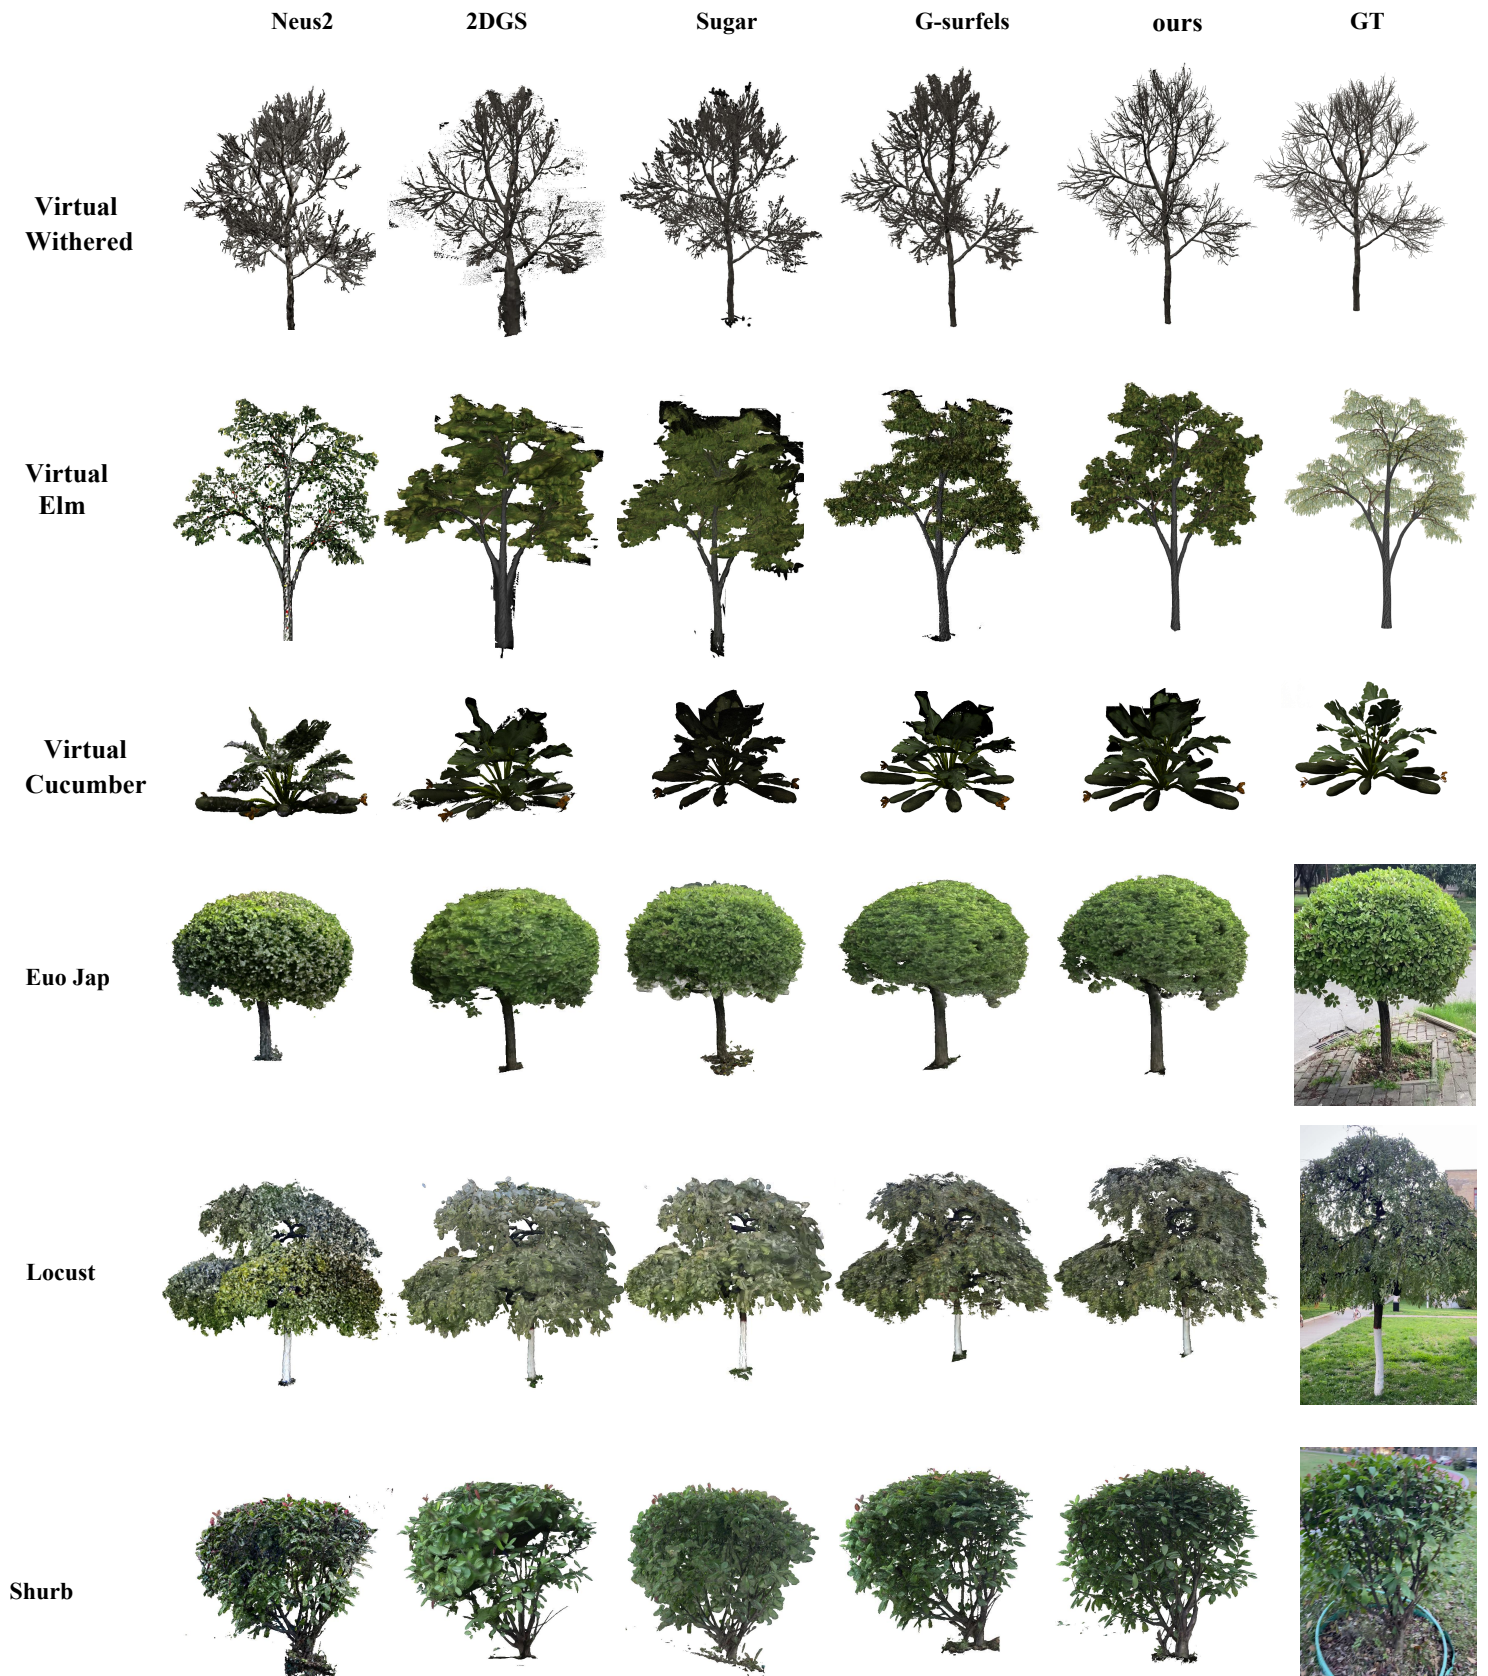 Neus2 2DGS Sugar G-surfels ours GT
Virtual
Withered
Virtual
Elm
Virtual
Cucumber
Euo Jap
Locust
Shurb